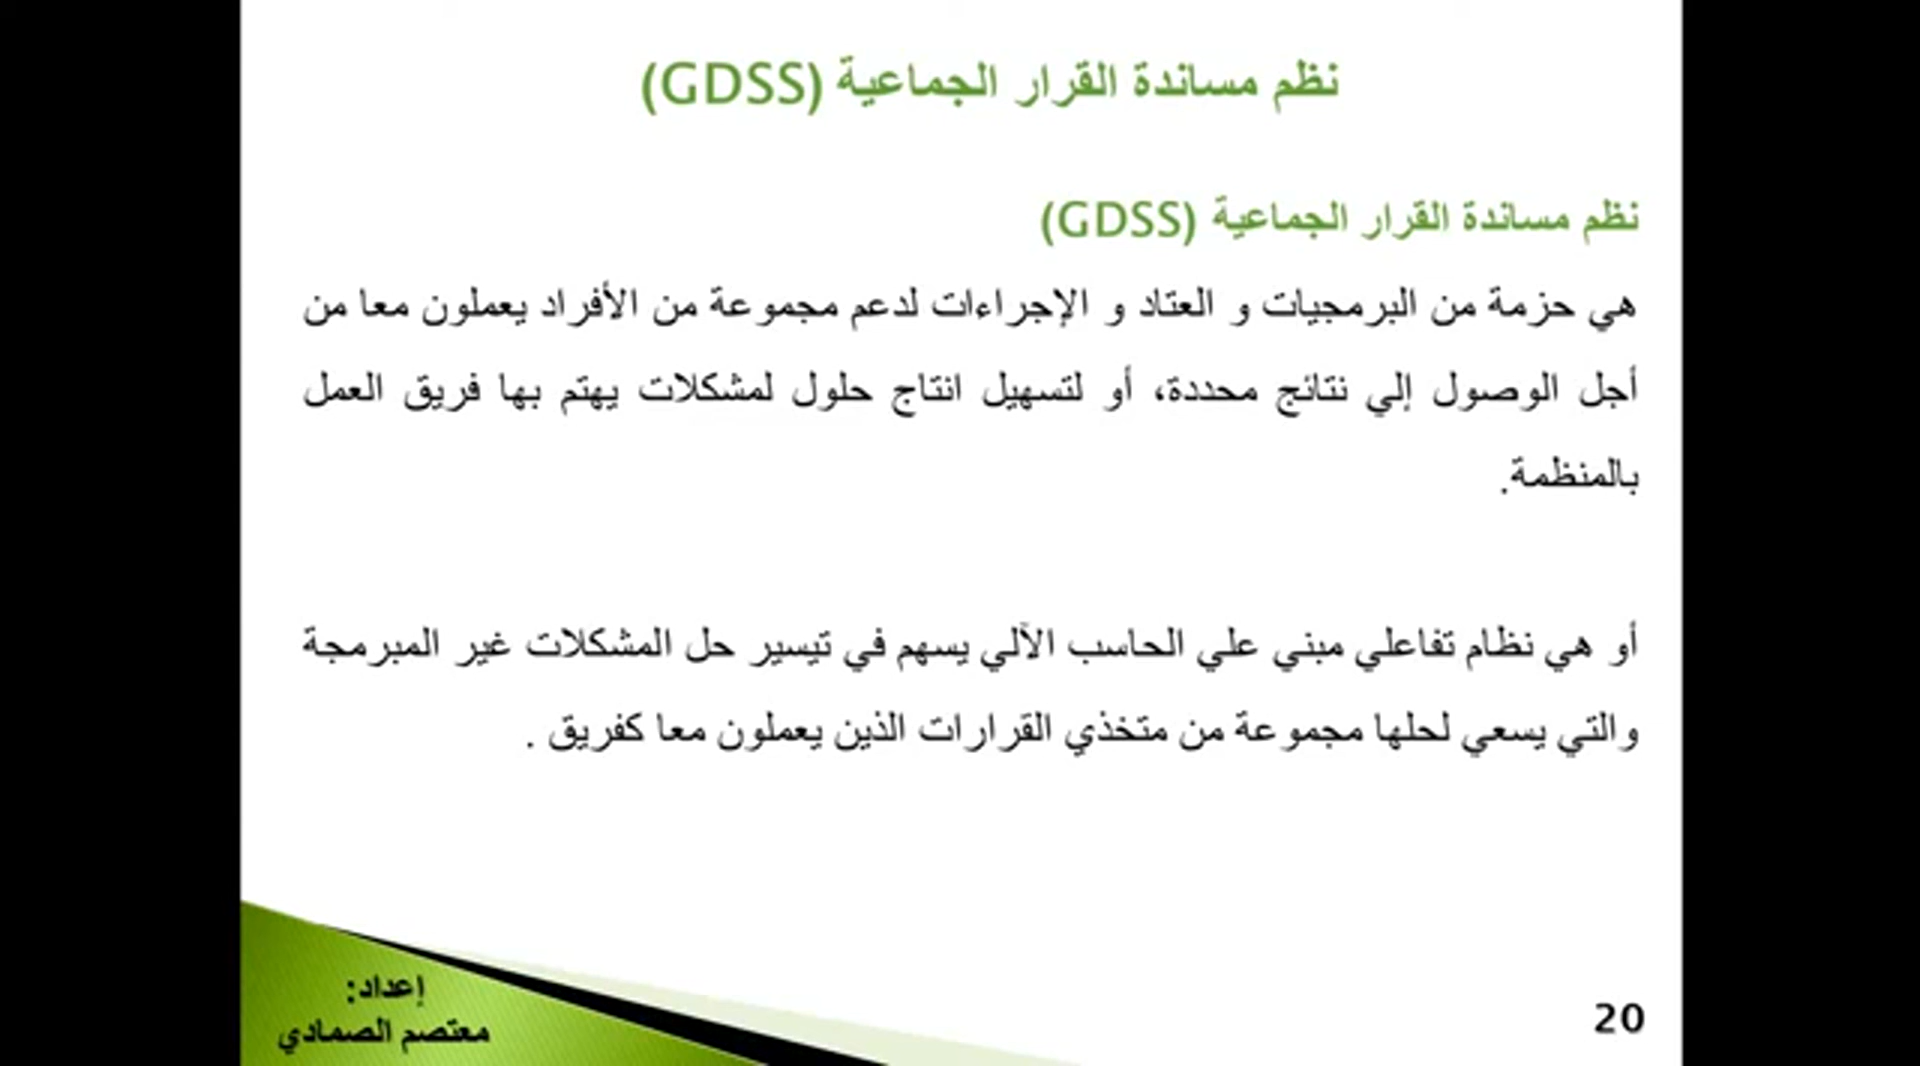 نظم مساندة القرار الجماعية (GDSS)
نظم مساندة القرار الجماعية (GDSS)
هي حزمة من البرمجيات و العتاد و الإجراءات لدعم مجموعة من الأفراد يعملون معا من
أجل الوصول إلي نتائج محددة، أو لتسهيل انتاج حلول لمشكلات يهتم بها فريق العمل
بالمنظمة.
أو هي نظام تفاعلي مبني علي الحاسب الآلي يسهم في تيسير حل المشكلات غير المبرمجة
والتي يسعي لحلها مجموعة من متخذي القرارات الذين يعملون معا كفريق .
إعداد:
معتصم الصمادي
20